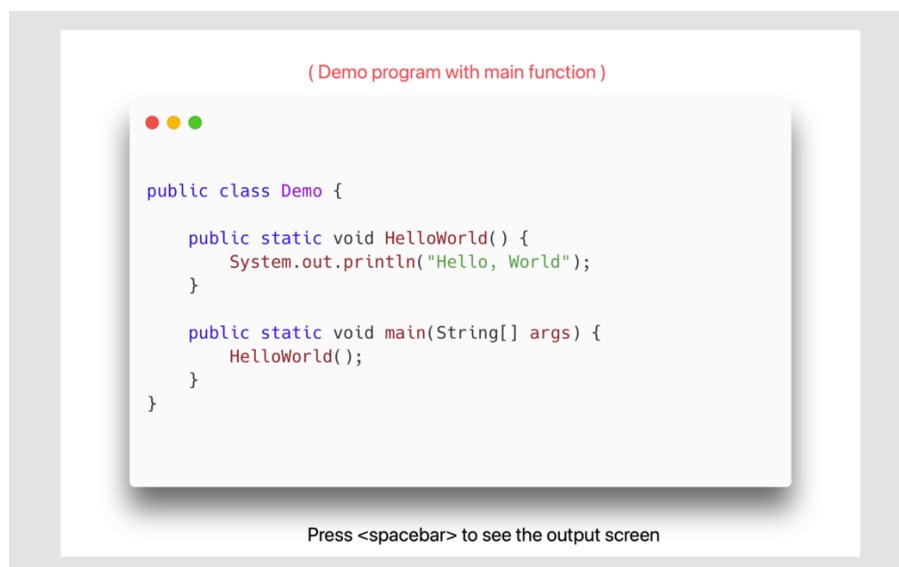 ( Demo program with main function )
public class Demo {
    public static void HelloWorld() {
        System.out.println("Hello, World");
    }
    public static void main(String[] args) {
        HelloWorld();
    }
}
Press <spacebar> to see the output screen